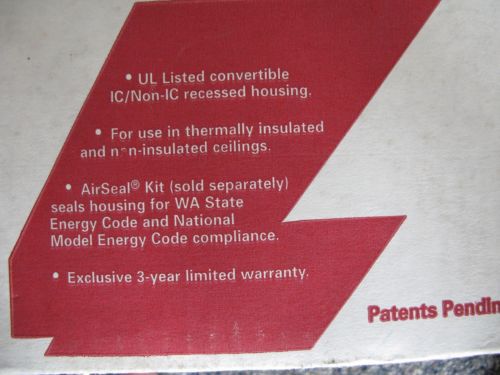 • UL Listed convertible
IC/Non-IC recessed housing.
• For use in thermally insulated
and non-insulated ceilings.
• AirSeal® Kit (sold separately)
seals housing for WA State
Energy Code and National
Model Energy Code compliance.
• Exclusive 3-year limited warranty.
Patents Pendin